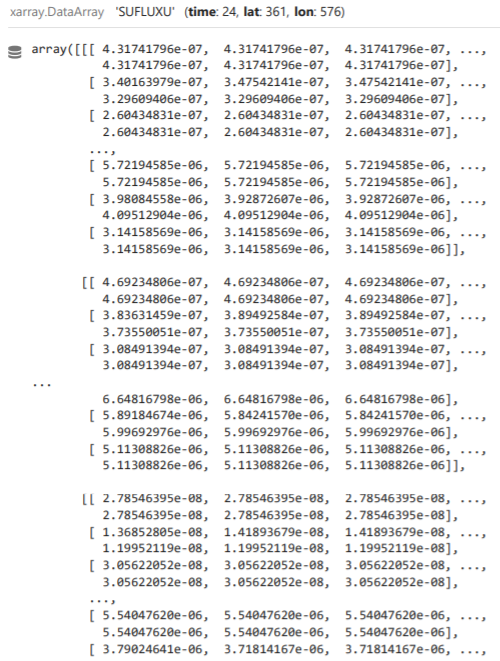 xarray.DataArray 'SUFLUXU' (time: 24, lat: 361, lon: 576)
array([[[ 4.31741796e-07, 4.31741796e-07, 4.31741796e-07, ...,
4.31741796e-07, 4.31741796e-07, 4.31741796e-07],
[ 3.40163979e-07, 3.47542141e-07, 3.47542141e-07, ...,
3.29609406e-07, 3.29609406e-07, 3.29609406e-07],
[ 2.60434831e-07, 2.60434831e-07, 2.60434831e-07, ...,
2.60434831e-07, 2.60434831e-07, 2.60434831e-07],
...,
[ 5.72194585e-06, 5.72194585e-06, 5.72194585e-06, ...,
5.72194585e-06, 5.72194585e-06, 5.72194585e-06],
[ 3.98084558e-06, 3.92872607e-06, 3.92872607e-06, ...,
4.09512904e-06, 4.09512904e-06, 4.09512904e-06],
[ 3.14158569e-06, 3.14158569e-06, 3.14158569e-06, ...,
3.14158569e-06, 3.14158569e-06, 3.14158569e-06]],
[[ 4.69234806e-07, 4.69234806e-07, 4.69234806e-07, ...,
4.69234806e-07, 4.69234806e-07, 4.69234806e-07],
[ 3.83631459e-07, 3.89492584e-07, 3.89492584e-07, ...,
3.73550051e-07, 3.73550051e-07, 3.73550051e-07],
[ 3.08491394e-07, 3.08491394e-07, 3.08491394e-07, ...,
3.08491394e-07, 3.08491394e-07, 3.08491394e-07],
...
6.64816798e-06, 6.64816798e-06, 6.64816798e-06],
[ 5.89184674e-06, 5.84241570e-06, 5.84241570e-06, ...,
5.99692976e-06, 5.99692976e-06, 5.99692976e-06],
[ 5.11308826e-06, 5.11308826e-06, 5.11308826e-06, ...,
5.11308826e-06, 5.11308826e-06, 5.11308826e-06]],
[[ 2.78546395e-08, 2.78546395e-08, 2.78546395e-08, ...,
2.78546395e-08, 2.78546395e-08, 2.78546395e-08],
[ 1.36852805e-08, 1.41893679e-08, 1.41893679e-08, ...,
1.19952119e-08, 1.19952119e-08, 1.19952119e-08],
[ 3.05622052e-08, 3.05622052e-08, 3.05622052e-08, ...,
3.05622052e-08, 3.05622052e-08, 3.05622052e-08],
...,
[ 5.54047620e-06, 5.54047620e-06, 5.54047620e-06, ...,
5.54047620e-06, 5.54047620e-06, 5.54047620e-06],
[ 3.79024641e-06, 3.71814167e-06, 3.71814167e-06, ...,